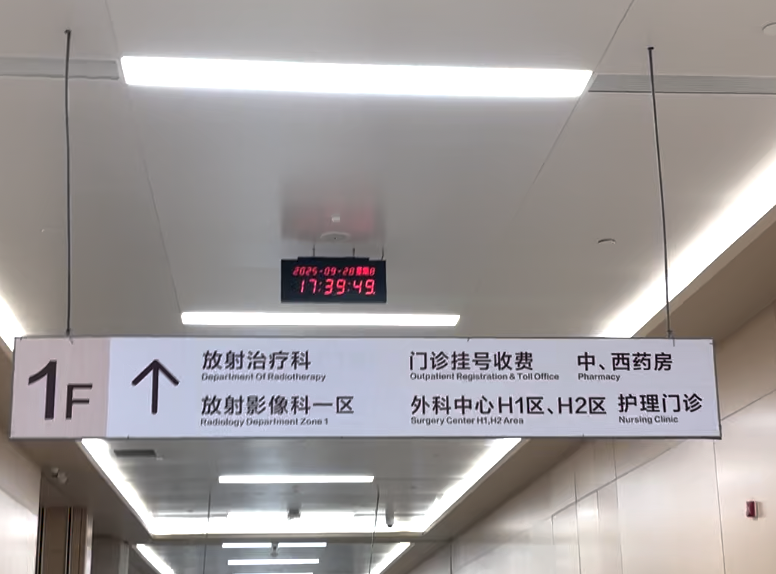 2025-09-28 星期日
17:39:49
1F ↑
放射治疗科 门诊挂号收费 中、西药房
Department Of Radiotherapy Outpatient Registration & Toll Office Pharmacy
放射影像科一区 外科中心H1区、H2区 护理门诊
Radiology Department Zone 1 Surgery Center H1,H2 Area Nursing Clinic